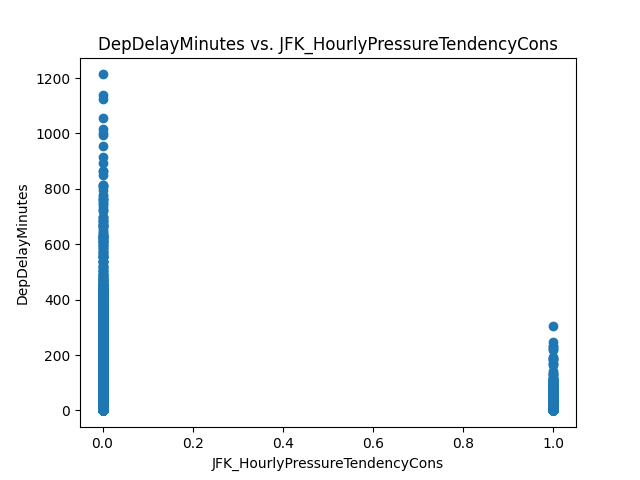 DepDelayMinutes vs. JFK_HourlyPressureTendencyCons
1200
1000
800
600
400
200
0
DepDelayMinutes
0.0 0.2 0.4 0.6 0.8 1.0
JFK_HourlyPressureTendencyCons